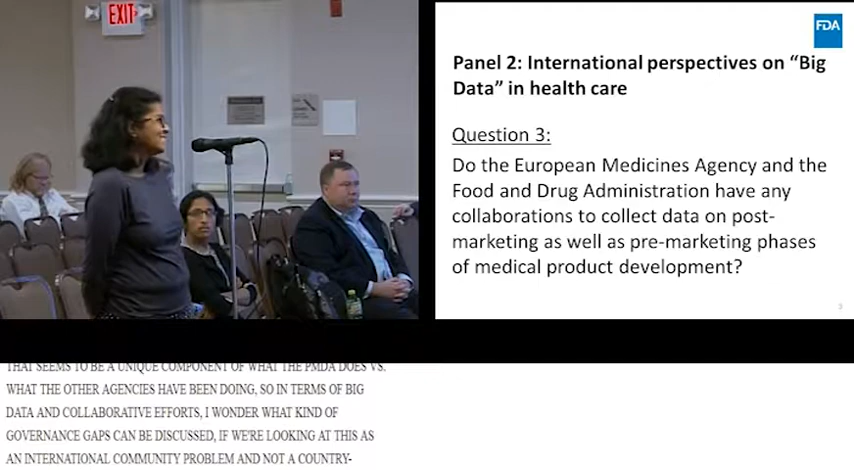 EXIT
FDA
Panel 2: International perspectives on “Big
Data” in health care
Question 3:
Do the European Medicines Agency and the
Food and Drug Administration have any
collaborations to collect data on post-
marketing as well as pre-marketing phases
of medical product development?
3
THAT SEEMS TO BE A UNIQUE COMPONENT OF WHAT THE PMDA DOES VS.
WHAT THE OTHER AGENCIES HAVE BEEN DOING, SO IN TERMS OF BIG
DATA AND COLLABORATIVE EFFORTS, I WONDER WHAT KIND OF
GOVERNANCE GAPS CAN BE DISCUSSED, IF WE'RE LOOKING AT THIS AS
AN INTERNATIONAL COMMUNITY PROBLEM AND NOT A COUNTRY-